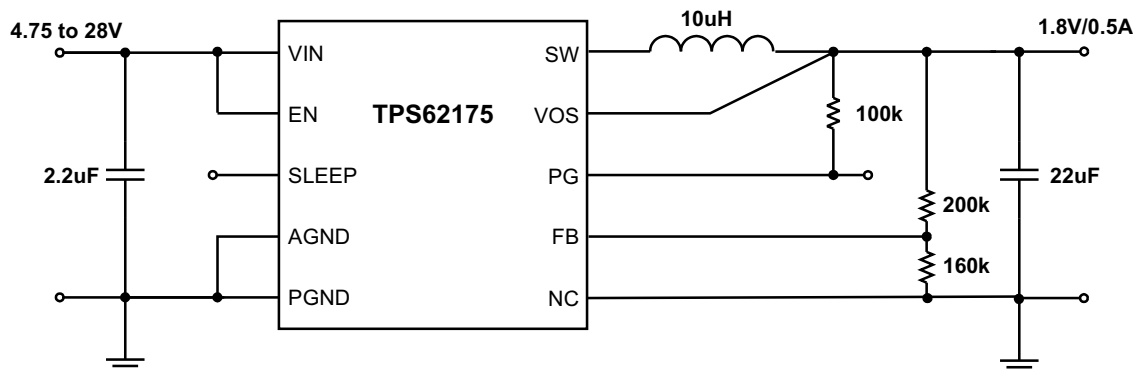 4.75 to 28V
10uH
1.8V/0.5A
VIN
SW
EN
TPS62175
VOS
100k
2.2uF
SLEEP
PG
22uF
200k
AGND
FB
160k
PGND
NC